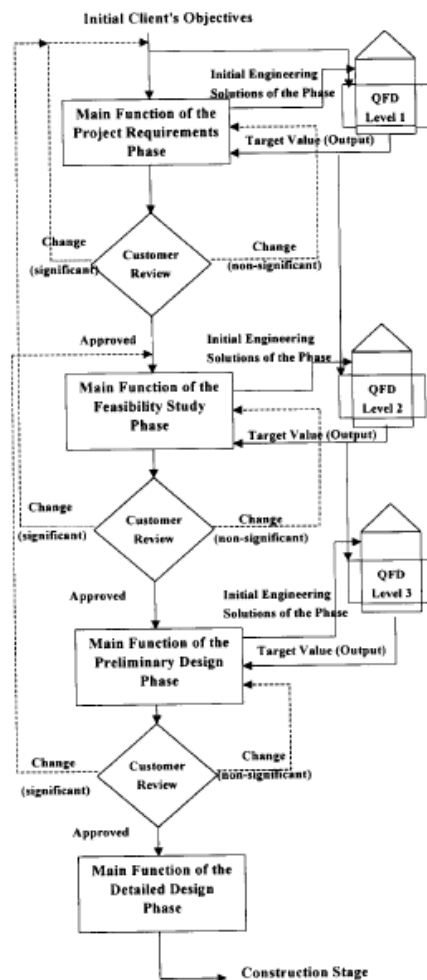 Initial Client's Objectives
Initial Engineering
Solutions of the Phase
QFD
Level 1
Main Function of the
Project Requirements
Phase
Target Value (Output)
Change
(significant)
Customer
Review
Change
(non-significant)
Approved
Initial Engineering
Solutions of the Phase
Main Function of the
Feasibility Study
Phase
QFD
Level 2
Target Value (Output)
Change
(significant)
Customer
Review
Change
(non-significant)
Approved
Initial Engineering
Solutions of the Phase
QFD
Level 3
Main Function of the
Preliminary Design
Phase
Target Value (Output)
Change
(significant)
Customer
Review
Change
(non-significant)
Approved
Main Function of the
Detailed Design
Phase
Construction Stage